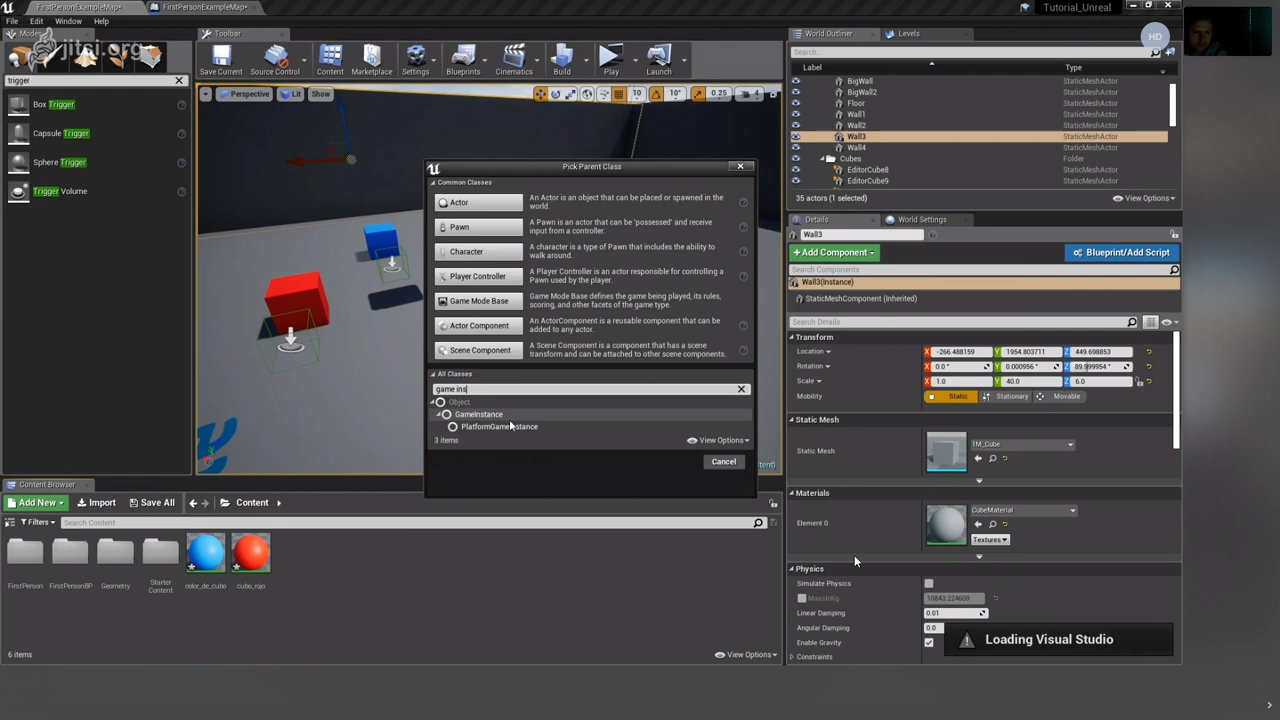 FirstPersonExampleMap*
FirstPersonExampleMap*
Tutorial_Unreal
File Edit Window Help
HD
jitsi.org
Modes
Toolbar
World Outliner
Levels
Search...
Save Current
Source Control
Content
Marketplace
Settings
Blueprints
Cinematics
Build
Play
Launch
Label
Type
trigger
BigWall StaticMeshActor
BigWall2 StaticMeshActor
Floor StaticMeshActor
Wall1 StaticMeshActor
Wall2 StaticMeshActor
Wall3 StaticMeshActor
Wall4 StaticMeshActor
Cubes Folder
EditorCube8 StaticMeshActor
EditorCube9 StaticMeshActor
35 actors (1 selected)
View Options
Perspective Lit Show
10 10° 0.25 4
Box Trigger
Capsule Trigger
Sphere Trigger
Trigger Volume
Pick Parent Class
Common Classes
Actor
An Actor is an object that can be placed or spawned in the
world.
Pawn
A Pawn is an actor that can be 'possessed' and receive
input from a controller.
Character
A character is a type of Pawn that includes the ability to
walk around.
Player Controller
A Player Controller is an actor responsible for controlling a
Pawn used by the player.
Game Mode Base
Game Mode Base defines the game being played, its rules,
scoring, and other facets of the game type.
Actor Component
An ActorComponent is a reusable component that can be
added to any actor.
Scene Component
A Scene Component is a component that has a scene
transform and can be attached to other scene components.
All Classes
game ins
Object
GameInstance
PlatformGameInstance
3 items
View Options
Cancel
Details
World Settings
Wall3
+ Add Component
Blueprint/Add Script
Search Components
Wall3(Instance)
StaticMeshComponent (Inherited)
Search Details
Transform
Location X -266.488159 Y 1954.803711 Z 449.698853
Rotation X 0.0 ° Y 0.000956 ° Z 89.999954 °
Scale X 1.0 Y 40.0 Z 6.0
Mobility Static Stationary Movable
Static Mesh
Static Mesh
1M_Cube
Materials
Element 0
CubeMaterial
Textures
Physics
Simulate Physics
MassInKg 10843.224609
Linear Damping 0.01
Angular Damping 0.0
Enable Gravity
Constraints
Loading Visual Studio
Content Browser
Add New Import Save All Content
Filters Search Content
FirstPerson
FirstPersonBP
Geometry
Starter
Content
color_de_cubo
cubo_rojo
6 items
View Options